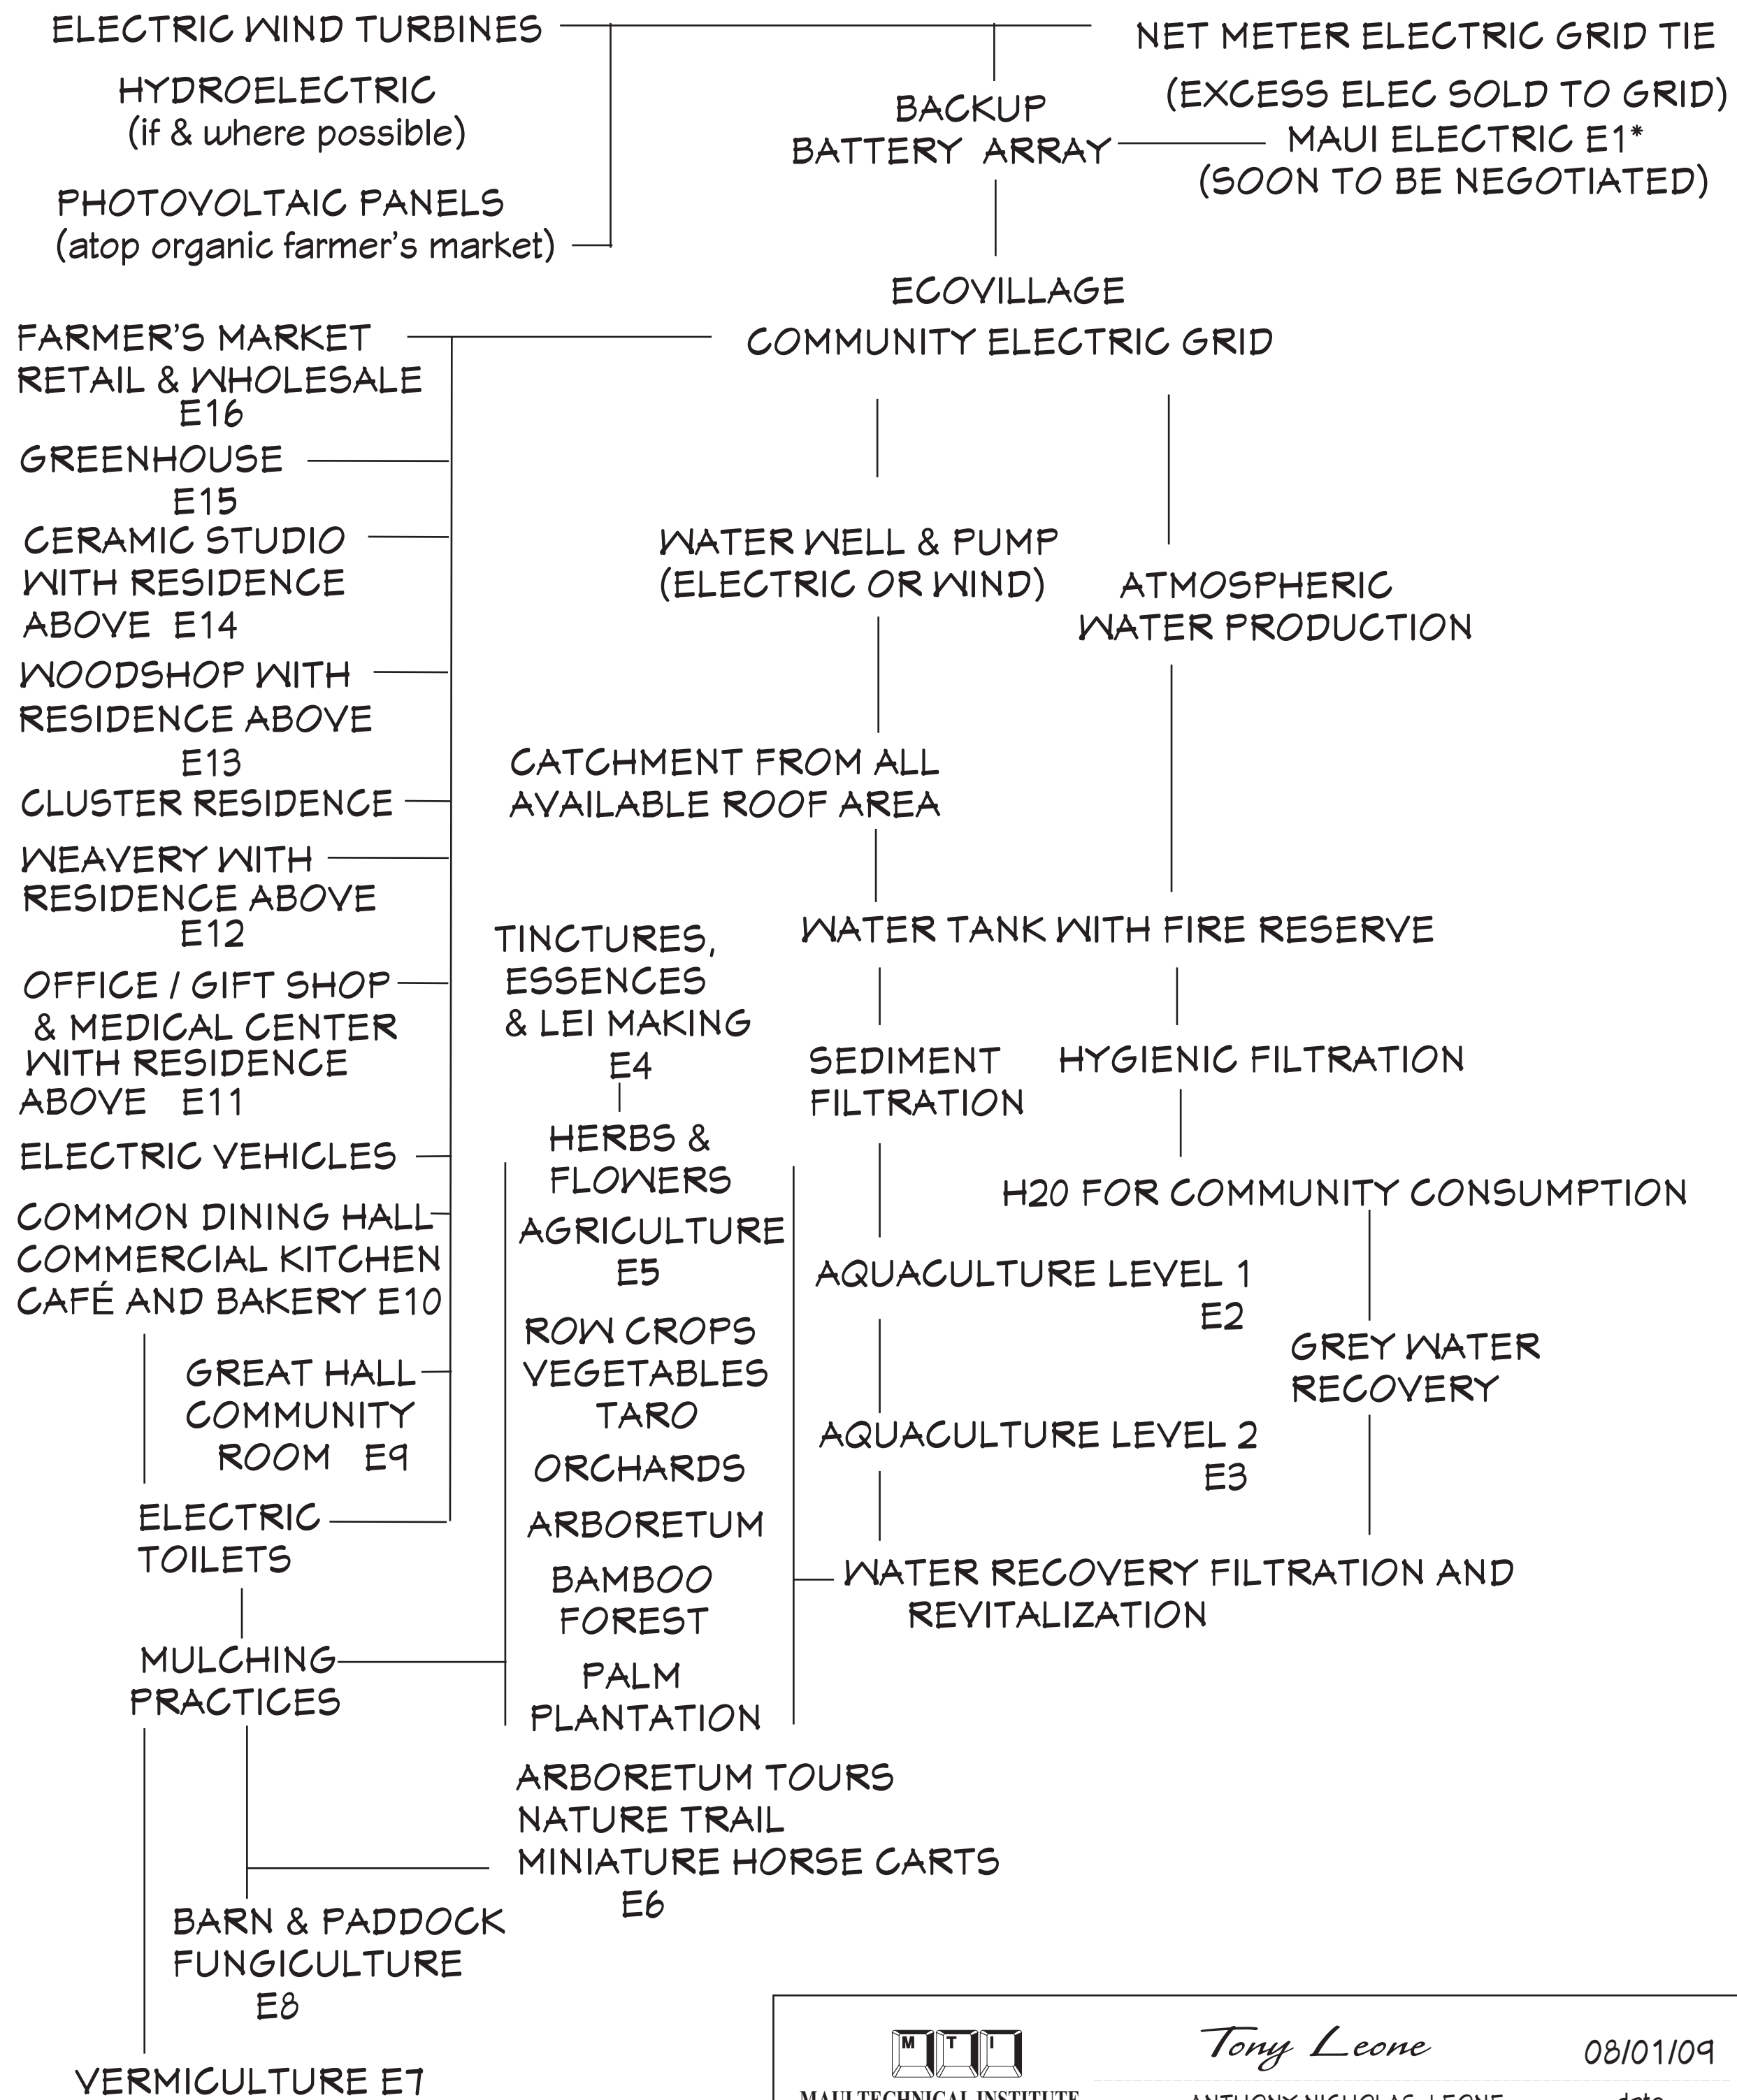 ELECTRIC WIND TURBINES
HYDROELECTRIC
(if & where possible)
PHOTOVOLTAIC PANELS
(atop organic farmer's market)
NET METER ELECTRIC GRID TIE
(EXCESS ELEC SOLD TO GRID)
BACKUP
BATTERY ARRAY
MAUI ELECTRIC E1*
(SOON TO BE NEGOTIATED)
ECOVILLAGE
COMMUNITY ELECTRIC GRID
FARMER'S MARKET
RETAIL & WHOLESALE
E16
GREENHOUSE
E15
CERAMIC STUDIO
WITH RESIDENCE
ABOVE E14
WOODSHOP WITH
RESIDENCE ABOVE
E13
CLUSTER RESIDENCE
WEAVERY WITH
RESIDENCE ABOVE
E12
OFFICE / GIFT SHOP
& MEDICAL CENTER
WITH RESIDENCE
ABOVE E11
ELECTRIC VEHICLES
COMMON DINING HALL
COMMERCIAL KITCHEN
CAFÉ AND BAKERY E10
GREAT HALL
COMMUNITY
ROOM E9
ELECTRIC
TOILETS
MULCHING
PRACTICES
WATER WELL & PUMP
(ELECTRIC OR WIND)
ATMOSPHERIC
WATER PRODUCTION
CATCHMENT FROM ALL
AVAILABLE ROOF AREA
WATER TANK WITH FIRE RESERVE
SEDIMENT
FILTRATION
HYGIENIC FILTRATION
H20 FOR COMMUNITY CONSUMPTION
AQUACULTURE LEVEL 1
E2
GREY WATER
RECOVERY
AQUACULTURE LEVEL 2
E3
WATER RECOVERY FILTRATION AND
REVITALIZATION
TINCTURES,
ESSENCES
& LEI MAKING
E4
HERBS &
FLOWERS
AGRICULTURE
E5
ROW CROPS
VEGETABLES
TARO
ORCHARDS
ARBORETUM
BAMBOO
FOREST
PALM
PLANTATION
ARBORETUM TOURS
NATURE TRAIL
MINIATURE HORSE CARTS
E6
BARN & PADDOCK
FUNGICULTURE
E8
VERMICULTURE E7
M T I
MAUI TECHNICAL INSTITUTE
Tony Leone
08/01/09
ANTHONY NICHOLAS LEONE
date